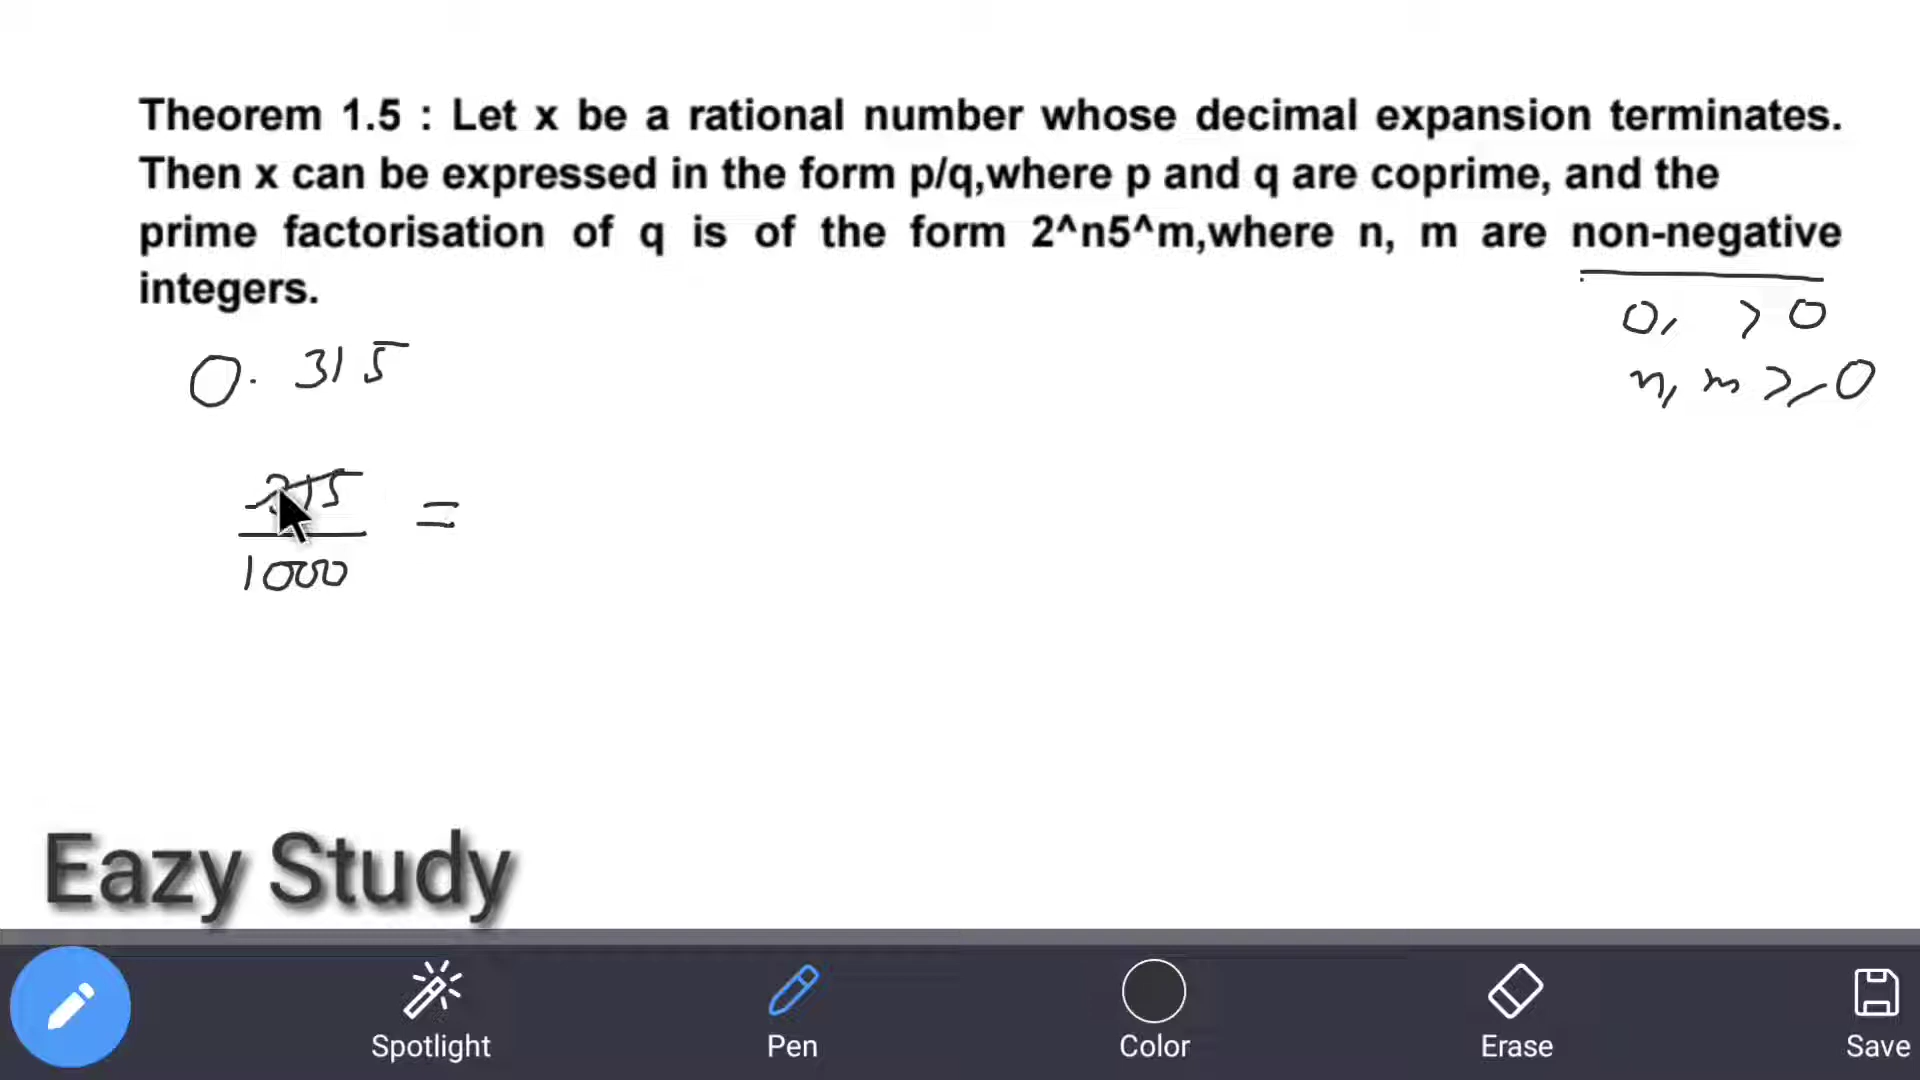 Theorem 1.5 : Let x be a rational number whose decimal expansion terminates.
Then x can be expressed in the form p/q,where p and q are coprime, and the
prime factorisation of q is of the form 2^n5^m,where n, m are non-negative
integers.
0, > 0
n, m ≥ 0
0. 315
315
1000
=
Eazy Study
Spotlight
Pen
Color
Erase
Save